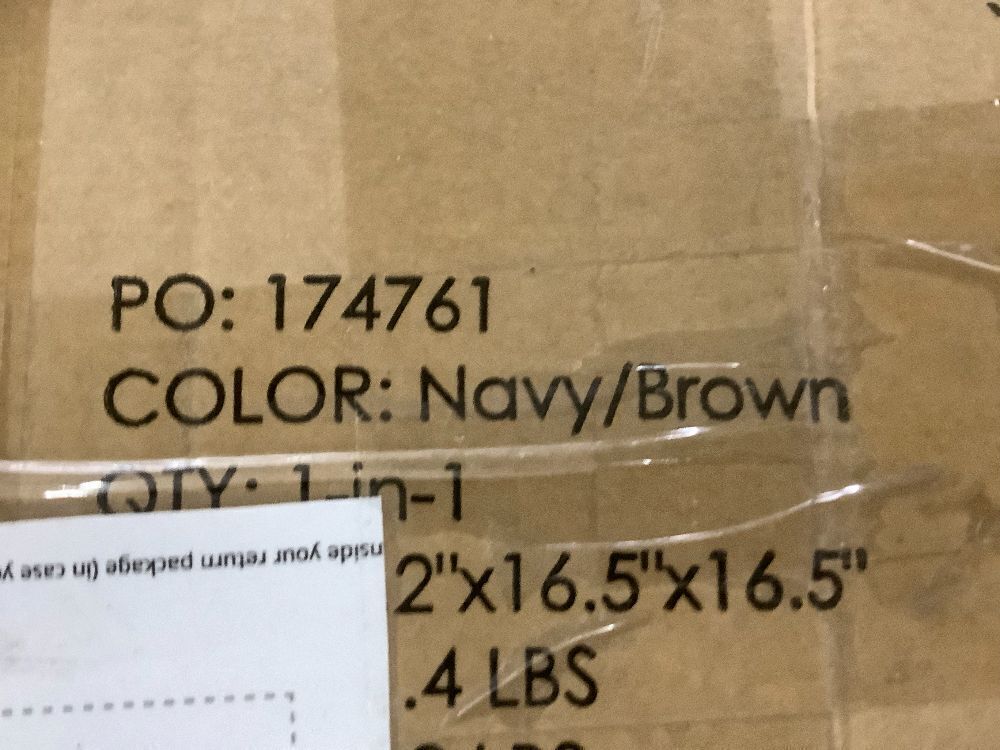 PO: 174761
COLOR: Navy/Brown
QTY: 1-in-1
nside your return package (in case y
2"x16.5"x16.5"
.4 LBS
LBS